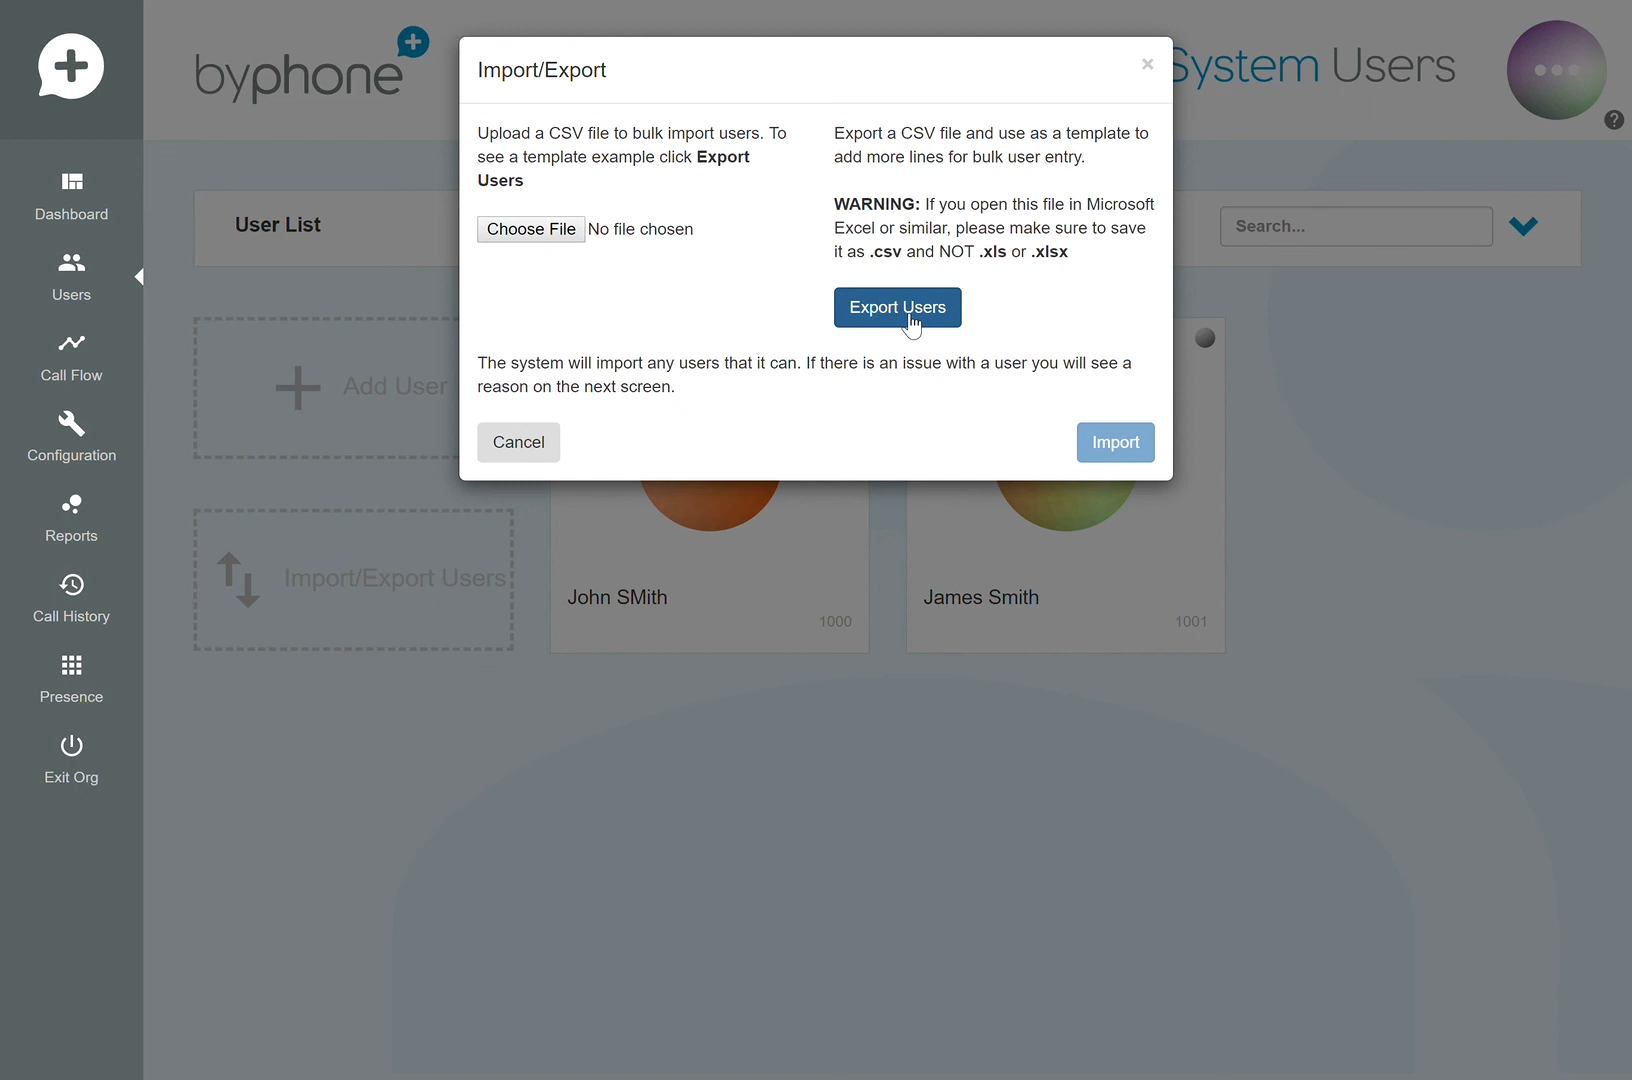 byphone
System Users
Dashboard
Users
Call Flow
Configuration
Reports
Call History
Presence
Exit Org
User List
Search...
Add User
Import/Export Users
John SMith
1000
James Smith
1001
Import/Export
×
Upload a CSV file to bulk import users. To
see a template example click Export
Users
Choose File No file chosen
Export a CSV file and use as a template to
add more lines for bulk user entry.
WARNING: If you open this file in Microsoft
Excel or similar, please make sure to save
it as .csv and NOT .xls or .xlsx
Export Users
The system will import any users that it can. If there is an issue with a user you will see a
reason on the next screen.
Cancel
Import
?